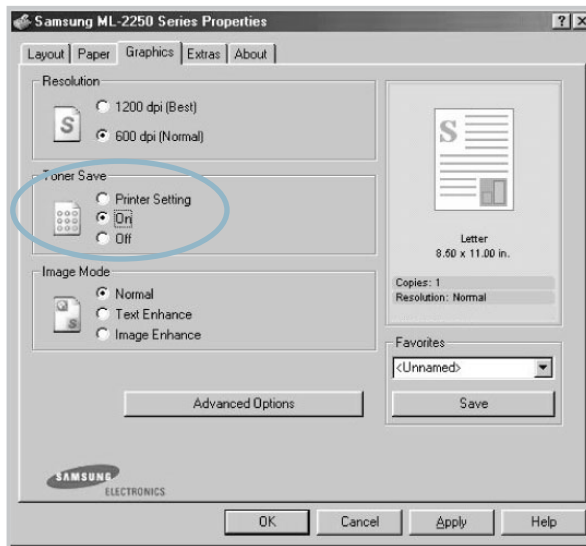 Samsung ML-2250 Series Properties
Layout Paper Graphics Extras About
Resolution
1200 dpi (Best)
600 dpi (Normal)
Toner Save
Printer Setting
On
Off
Image Mode
Normal
Text Enhance
Image Enhance
Advanced Options
Letter
8.50 x 11.00 in.
Copies: 1
Resolution: Normal
Favorites
<Unnamed>
Save
SAMSUNG
ELECTRONICS
OK Cancel Apply Help